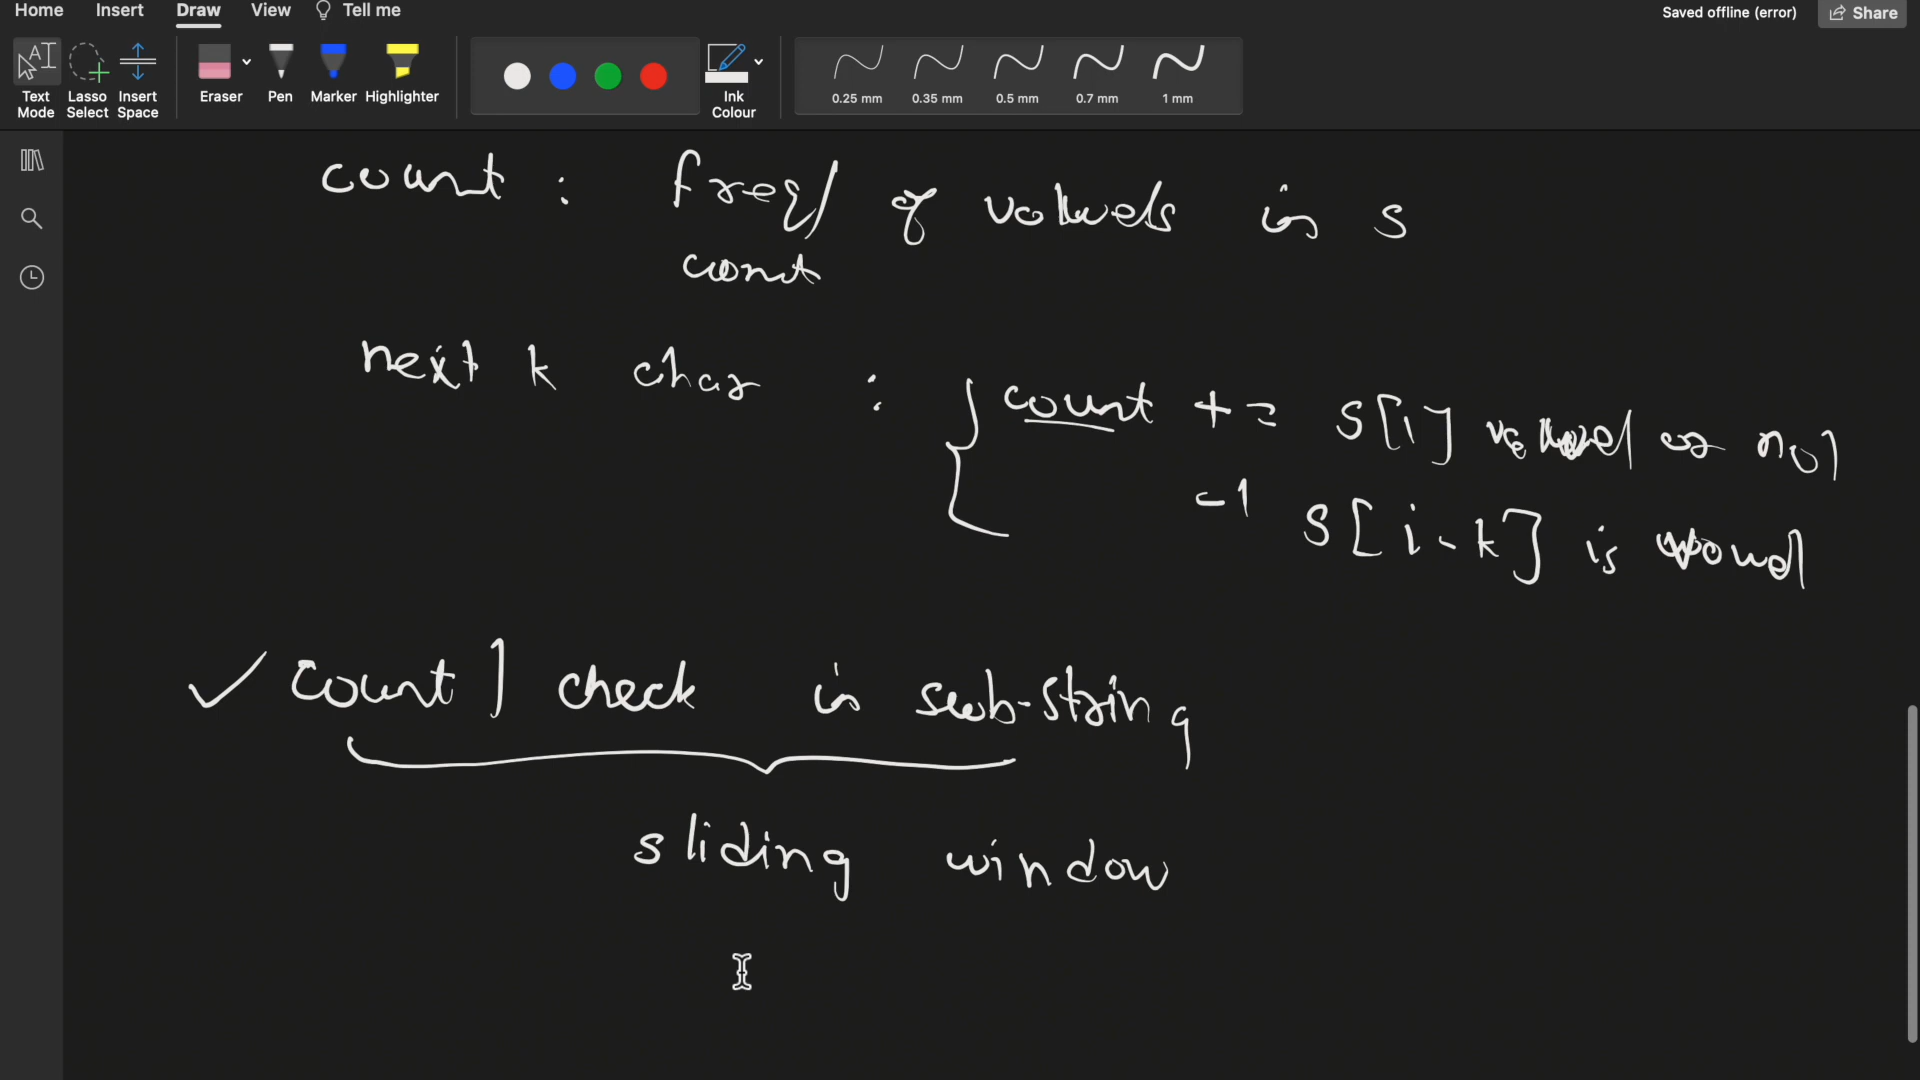 Home Insert Draw View Tell me
Saved offline (error) Share
Text Mode Lasso Select Insert Space Eraser Pen Marker Highlighter Ink Colour 0.25 mm 0.35 mm 0.5 mm 0.7 mm 1 mm
count : freq/ of vowels in s
count
next k char : { count += s[i] vowel or not
-1 s[i-k] is vowel
✓ count] check in sub-string
sliding window